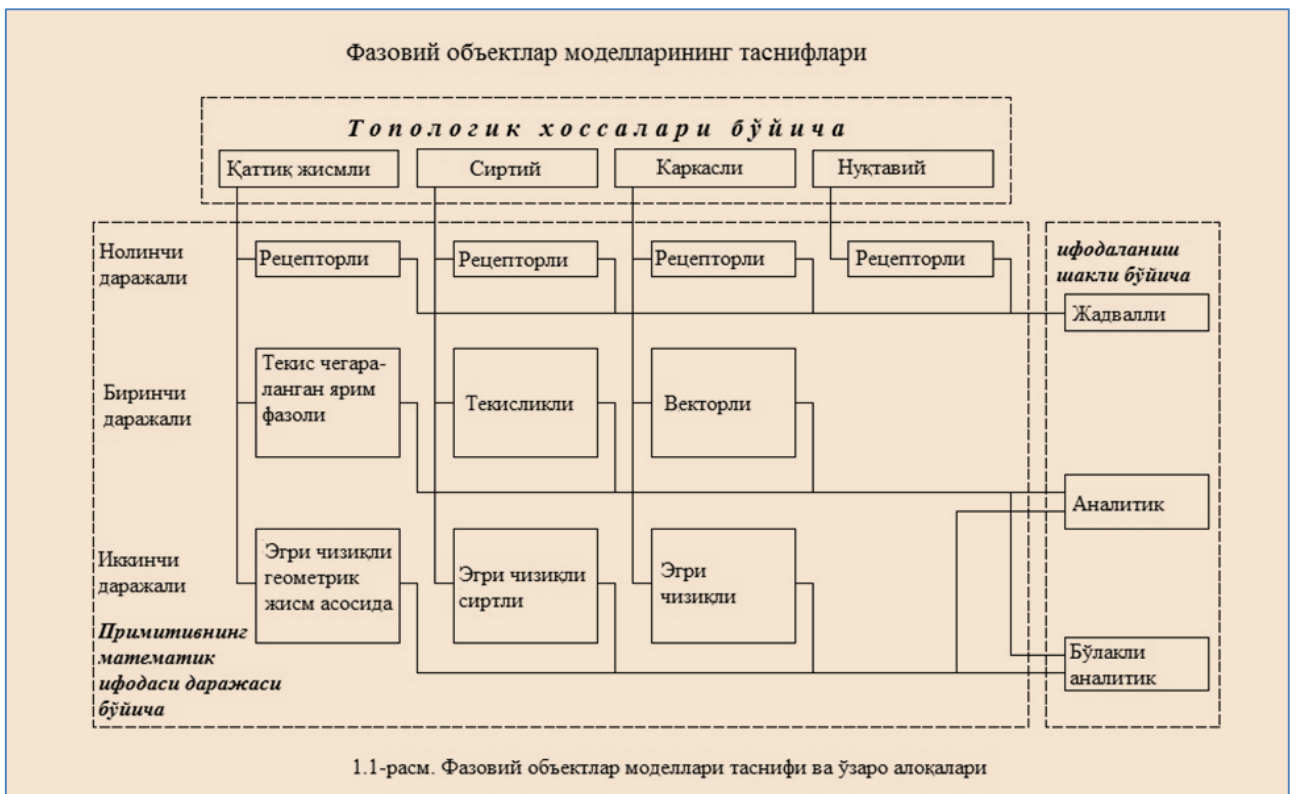 Фазовий объектлар моделларининг таснифлари
Топологик хоссалари бўйича
Қаттиқ жисмли
Сиртий
Каркасли
Нуқтавий
Нолинчи
даражали
Рецепторли
Рецепторли
Рецепторли
Рецепторли
ифодаланиш
шакли бўйича
Жадвалли
Биринчи
даражали
Текис чегара-
ланган ярим
фазоли
Текисликли
Векторли
Аналитик
Иккинчи
даражали
Эгри чизиқли
геометрик
жисм асосида
Эгри чизиқли
сиртли
Эгри
чизиқли
Бўлакли
аналитик
Примитивнинг
математик
ифодаси даражаси
бўйича
1.1-расм. Фазовий объектлар моделлари таснифи ва ўзаро алоқалари